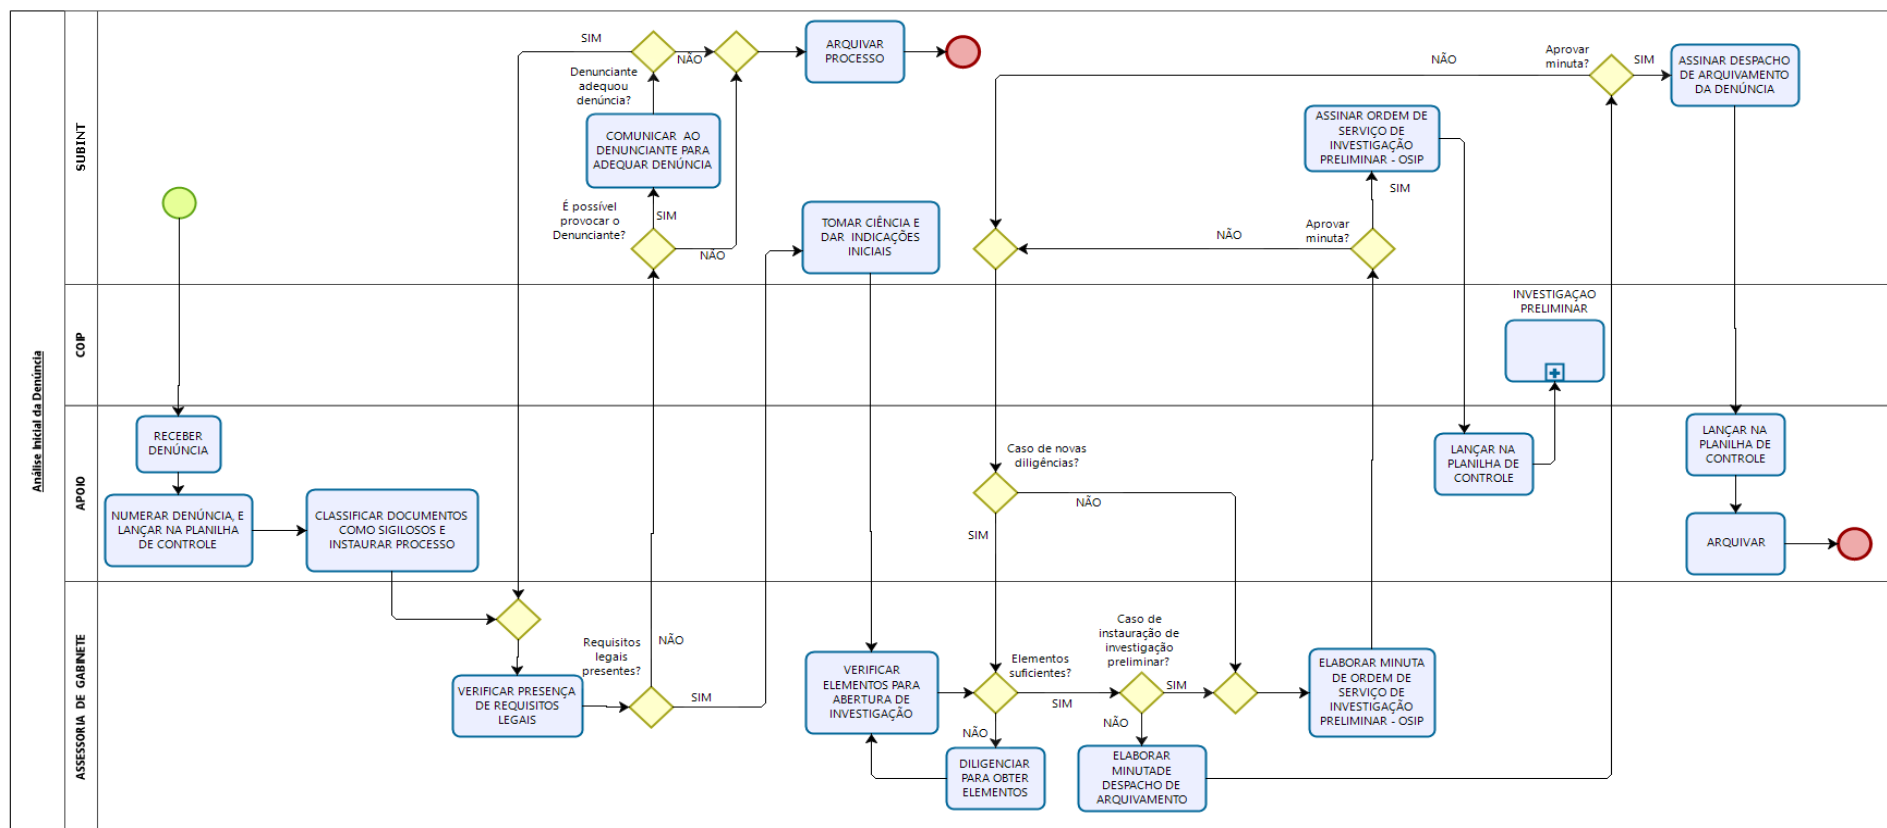 Análise Inicial da Denúncia
SUBINT
SIM
NÃO
Denunciante
adequou
denúncia?
ARQUIVAR
PROCESSO
COMUNICAR AO
DENUNCIANTE PARA
ADEQUAR DENÚNCIA
É possível
provocar o
Denunciante?
SIM
NÃO
TOMAR CIÊNCIA E
DAR INDICAÇÕES
INICIAIS
NÃO
Aprovar
minuta?
SIM
ASSINAR DESPACHO
DE ARQUIVAMENTO
DA DENÚNCIA
ASSINAR ORDEM DE
SERVIÇO DE
INVESTIGAÇÃO
PRELIMINAR - OSIP
SIM
NÃO
Aprovar
minuta?
COIP
INVESTIGAÇAO
PRELIMINAR
APOIO
RECEBER
DENÚNCIA
NUMERAR DENÚNCIA, E
LANÇAR NA PLANILHA
DE CONTROLE
CLASSIFICAR DOCUMENTOS
COMO SIGILOSOS E
INSTAURAR PROCESSO
Caso de novas
diligências?
NÃO
SIM
LANÇAR NA
PLANILHA DE
CONTROLE
LANÇAR NA
PLANILHA DE
CONTROLE
ARQUIVAR
ASSESSORIA DE GABINETE
VERIFICAR PRESENÇA
DE REQUISITOS
LEGAIS
Requisitos
legais
presentes?
NÃO
SIM
VERIFICAR
ELEMENTOS PARA
ABERTURA DE
INVESTIGAÇÃO
Elementos
suficientes?
SIM
NÃO
DILIGENCIAR
PARA OBTER
ELEMENTOS
Caso de
instauração de
investigação
preliminar?
SIM
NÃO
ELABORAR
MINUTADE
DESPACHO DE
ARQUIVAMENTO
ELABORAR MINUTA
DE ORDEM DE
SERVIÇO DE
INVESTIGAÇÃO
PRELIMINAR - OSIP